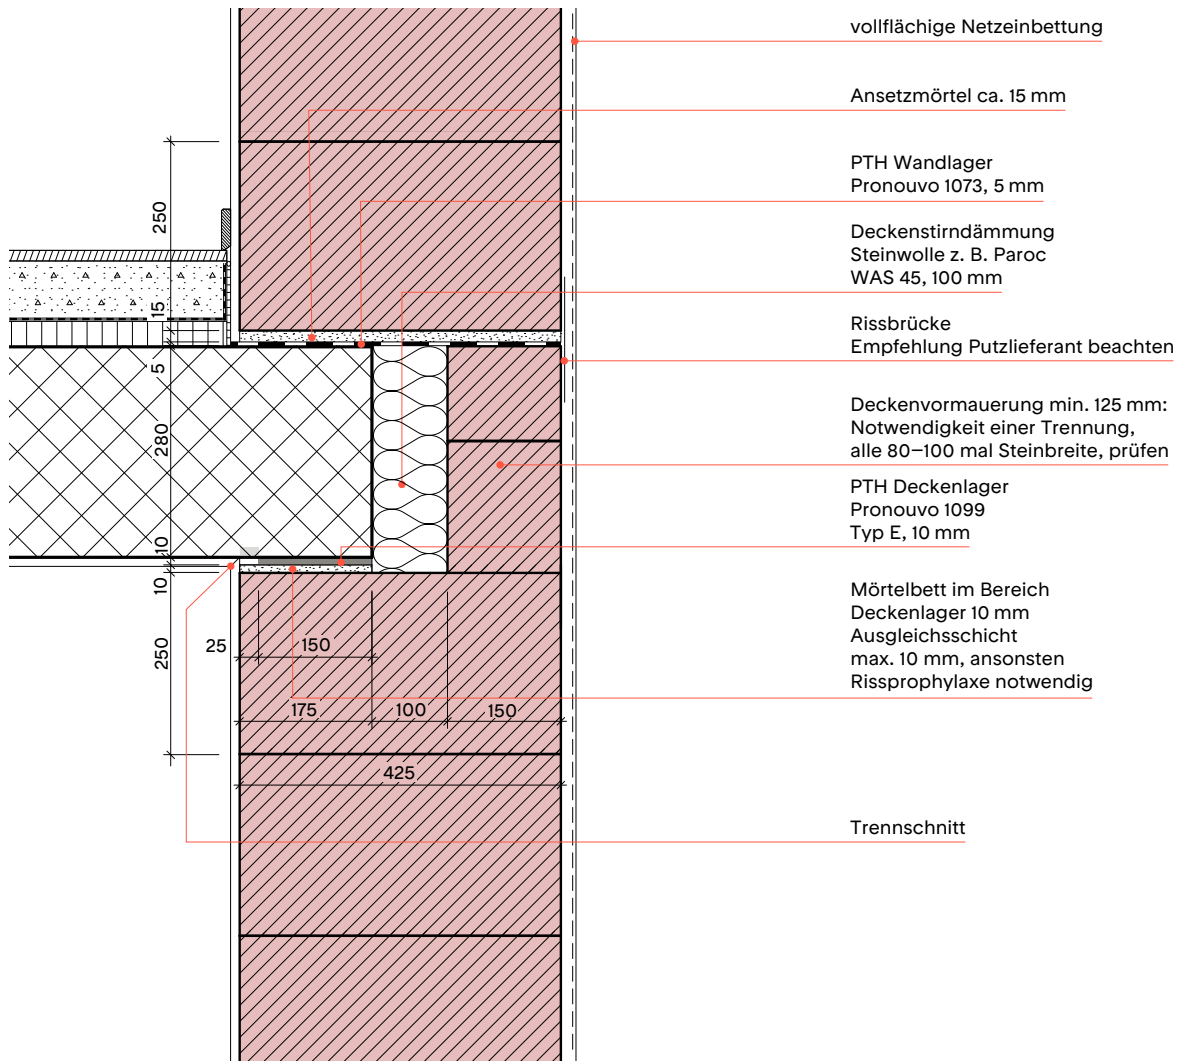 vollflächige Netzeinbettung
Ansetzmörtel ca. 15 mm
PTH Wandlager
Pronouvo 1073, 5 mm
Deckenstirndämmung
Steinwolle z. B. Paroc
WAS 45, 100 mm
Rissbrücke
Empfehlung Putzlieferant beachten
Deckenvormauerung min. 125 mm:
Notwendigkeit einer Trennung,
alle 80–100 mal Steinbreite, prüfen
PTH Deckenlager
Pronouvo 1099
Typ E, 10 mm
Mörtelbett im Bereich
Deckenlager 10 mm
Ausgleichsschicht
max. 10 mm, ansonsten
Rissprophylaxe notwendig
Trennschnitt
250
15
5
280
10
10
250
25
150
175
100
150
425